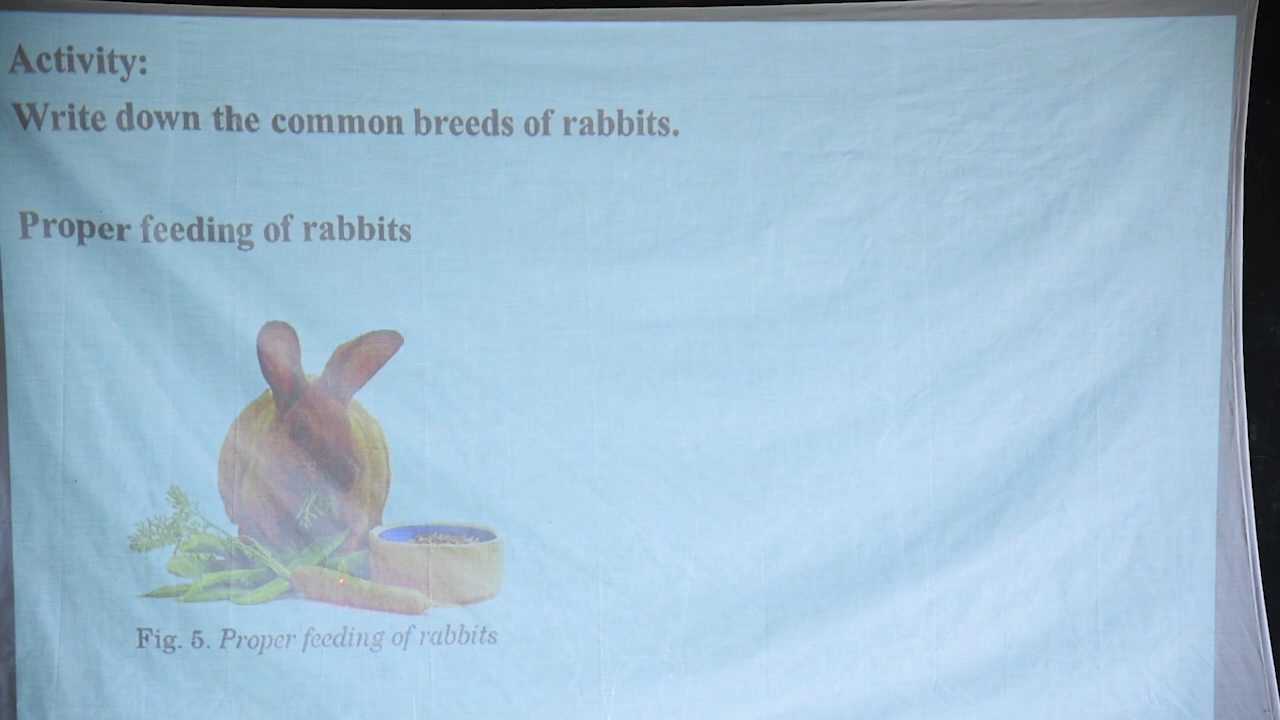 Activity:
Write down the common breeds of rabbits.
Proper feeding of rabbits
Fig. 5. Proper feeding of rabbits